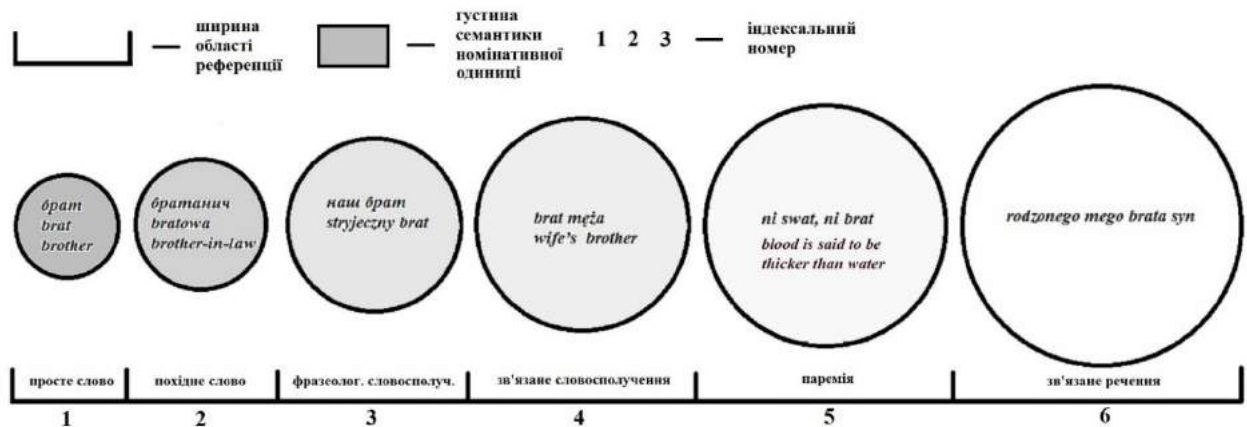 ширина
області
референції
густина
семантики
номінативної
одиниці
1 2 3
індексальний
номер
брат
brat
brother
братанич
bratowa
brother-in-law
наш брат
stryjeczny brat
brat męża
wife's brother
ni swat, ni brat
blood is said to be
thicker than water
rodzonego mego brata syn
просте слово
похідне слово
фразеолог. словосполуч.
зв'язане словосполучення
паремія
зв'язане речення
1
2
3
4
5
6